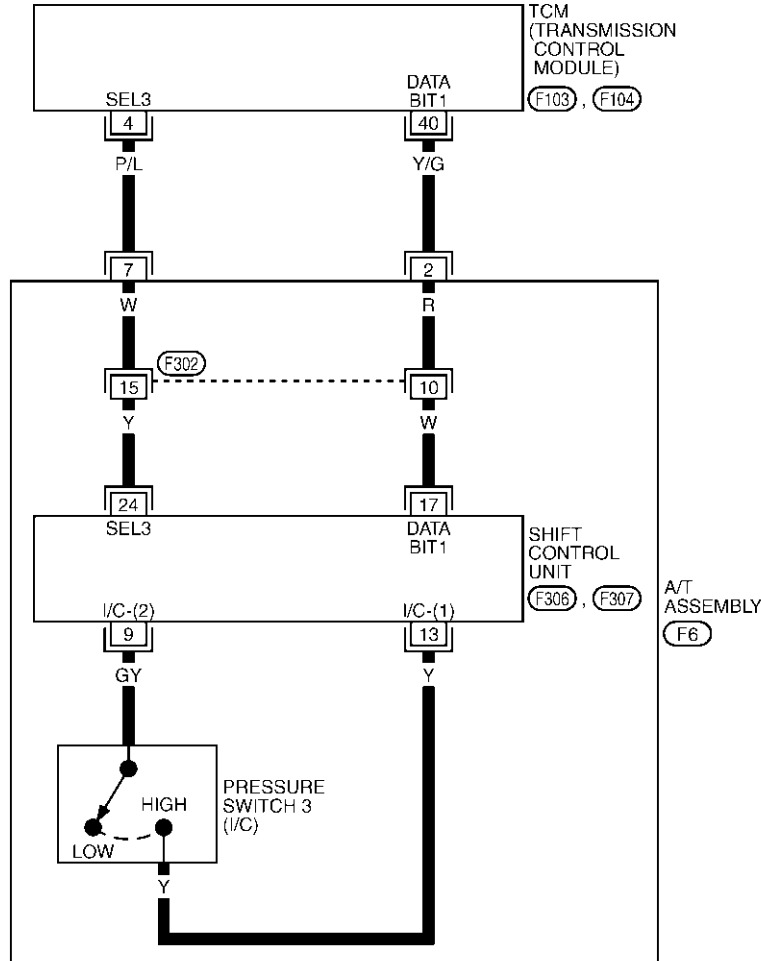 TCM
(TRANSMISSION
CONTROL
MODULE)
F103 , F104
SEL3
DATA
BIT1
4
40
P/L
Y/G
7
2
W
R
F302
15
10
Y
W
24
17
SEL3
DATA
BIT1
SHIFT
CONTROL
UNIT
F306 , F307
A/T
ASSEMBLY
F6
I/C-(2)
I/C-(1)
9
13
GY
Y
PRESSURE
SWITCH 3
(I/C)
HIGH
LOW
Y